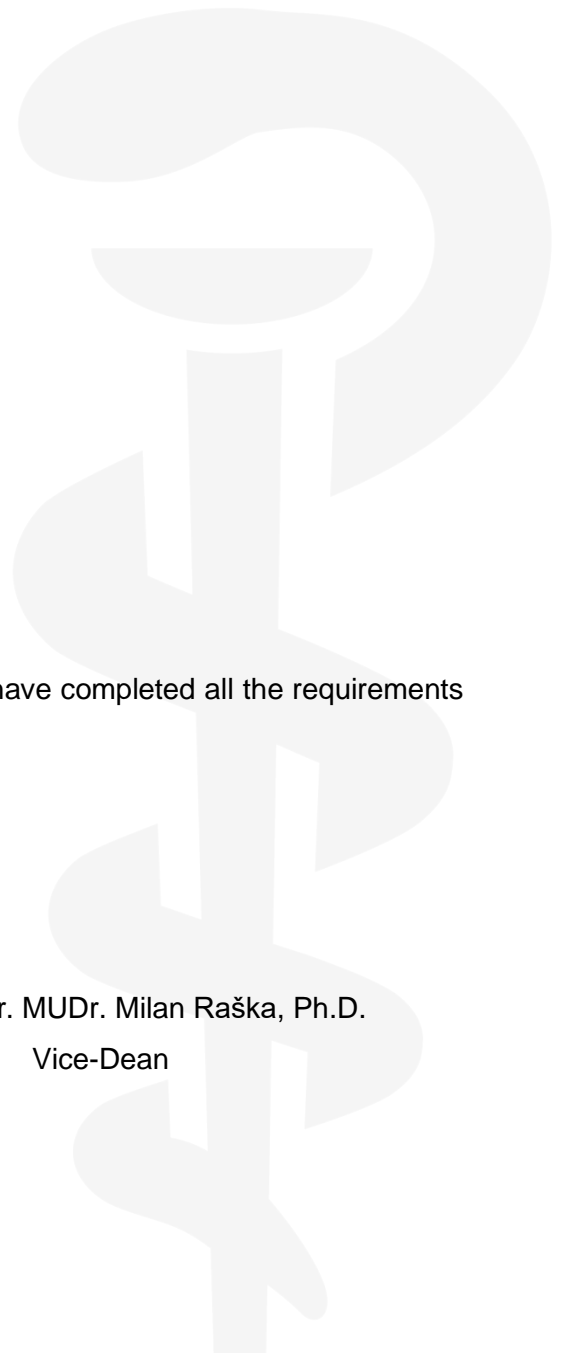 have completed all the requirements
r. MUDr. Milan Raška, Ph.D.
Vice-Dean